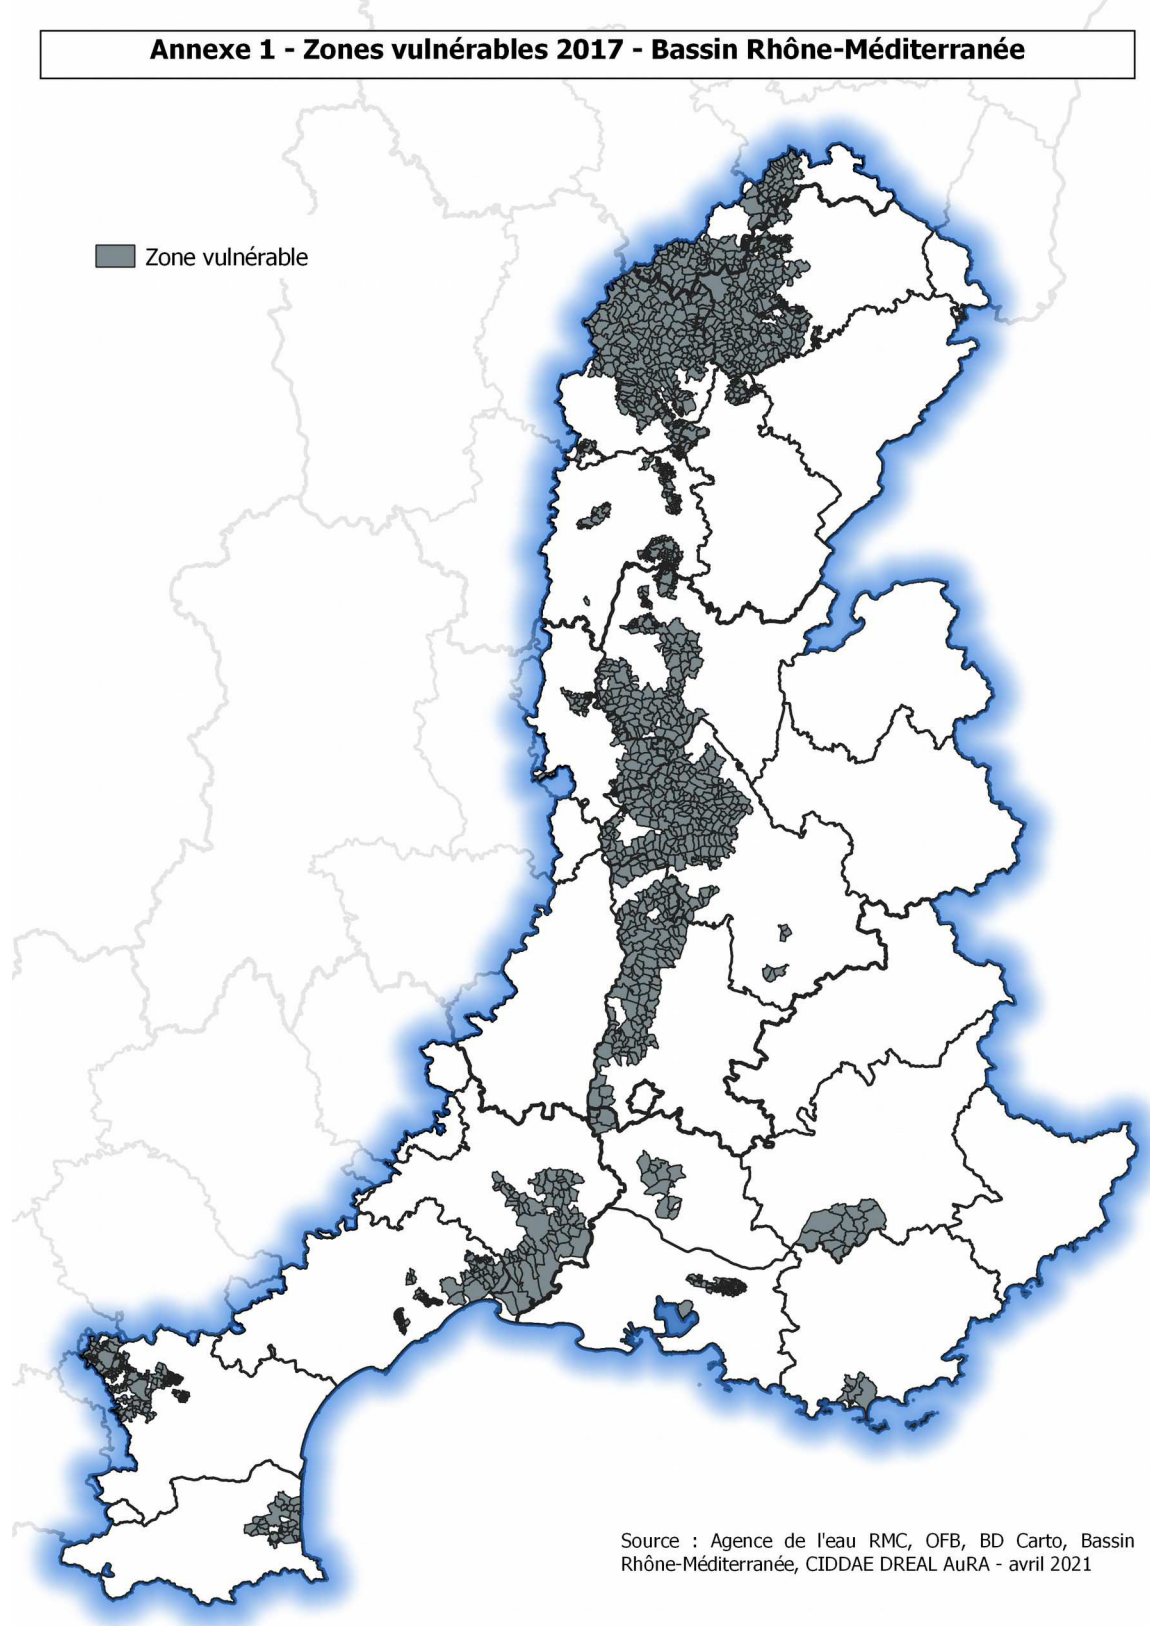 Annexe 1 - Zones vulnérables 2017 - Bassin Rhône-Méditerranée
Zone vulnérable
Source : Agence de l'eau RMC, OFB, BD Carto, Bassin
Rhône-Méditerranée, CIDDAE DREAL AuRA - avril 2021